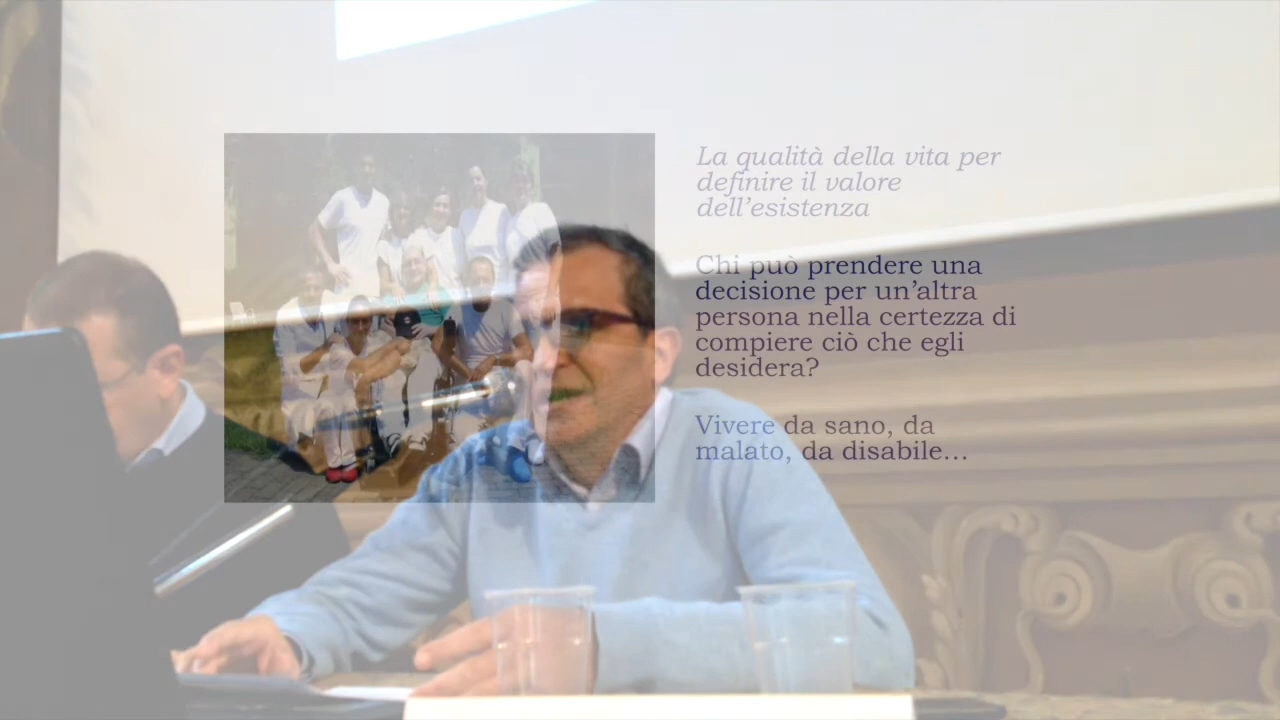 La qualità della vita per
definire il valore
dell’esistenza
Chi può prendere una
decisione per un’altra
persona nella certezza di
compiere ciò che egli
desidera?
Vivere da sano, da
malato, da disabile…